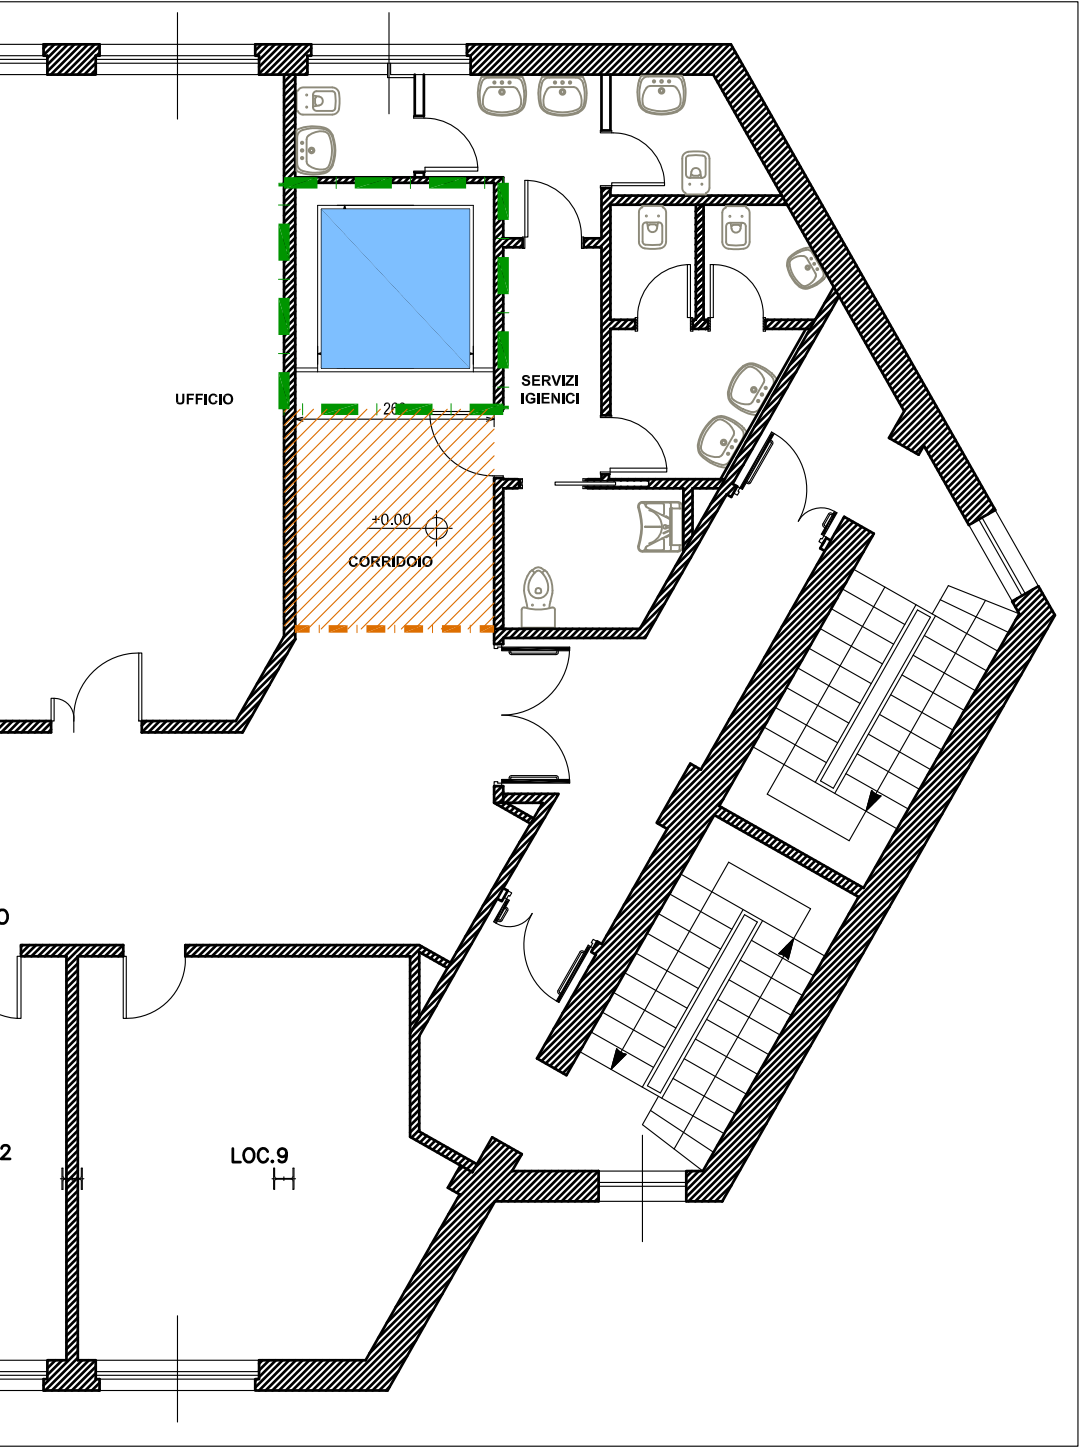 UFFICIO
SERVIZI
IGIENICI
+0.00
CORRIDOIO
O
2
LOC.9